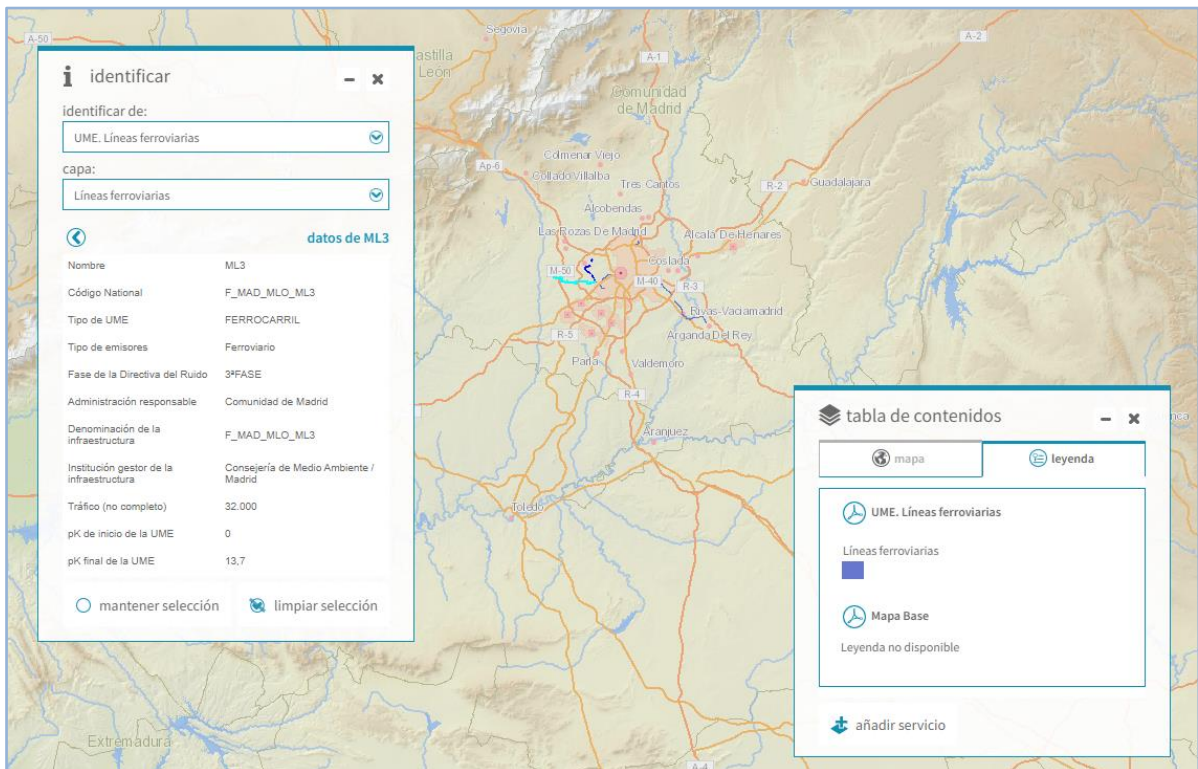 Segovia
A-50
A-2
identificar
Castilla
León
A-1
Comunidad
de Madrid
identificar de:
UME. Líneas ferroviarias
Colmenar Viejo
Ap-6
capa:
Collado Villalba
Tres Cantos
R-2
Guadalajara
Líneas ferroviarias
Alcobendas
Las Rozas De Madrid
Alcala De Henares
datos de ML3
Coslada
Nombre ML3
M-50
M-40
R-3
Código National F_MAD_MLO_ML3
Rivas-Vaciamadrid
Tipo de UME FERROCARRIL
R-5
Arganda Del Rey
Tipo de emisores Ferroviario
Parla
Valdemoro
Fase de la Directiva del Ruido 3ªFASE
R-4
Administración responsable Comunidad de Madrid
Denominación de la
infraestructura
F_MAD_MLO_ML3
Aranjuez
Institución gestor de la
infraestructura
Consejería de Medio Ambiente /
Madrid
Tráfico (no completo) 32.000
Toledo
pK de inicio de la UME 0
pK final de la UME 13,7
mantener selección
limpiar selección
Extremadura
A-4
tabla de contenidos
mapa
leyenda
UME. Líneas ferroviarias
Líneas ferroviarias
Mapa Base
Leyenda no disponible
añadir servicio